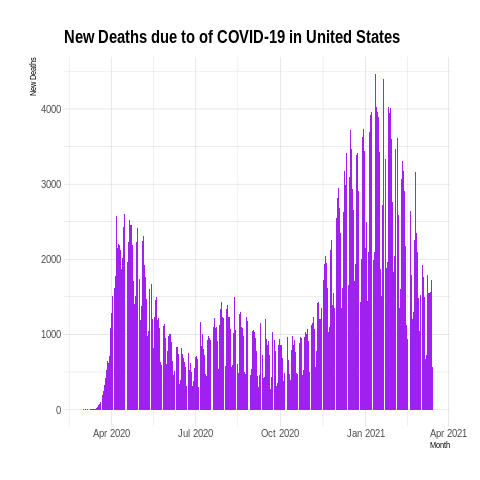 New Deaths due to of COVID-19 in United States
New Deaths
4000
3000
2000
1000
0
Apr 2020 Jul 2020 Oct 2020 Jan 2021 Apr 2021
Month